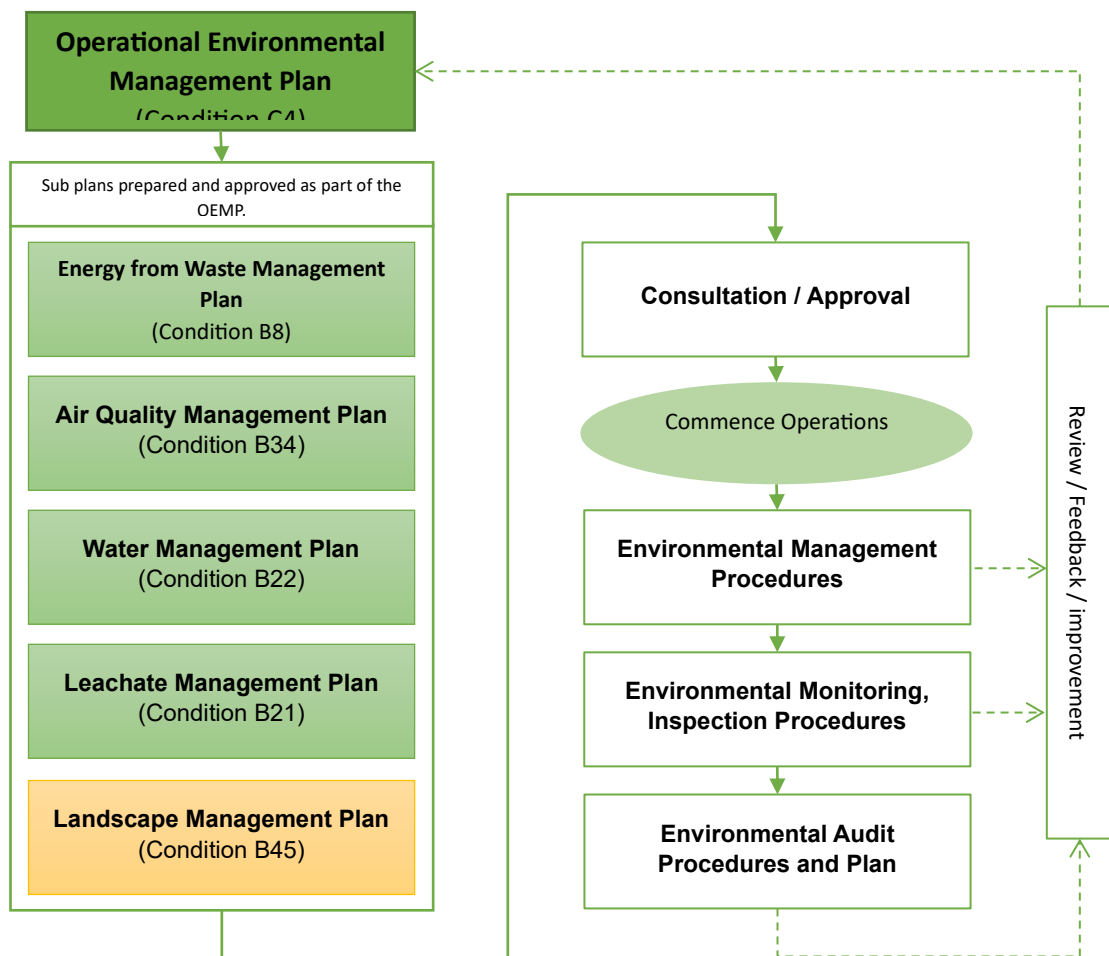 Operational Environmental
Management Plan
(Condition C4)
Sub plans prepared and approved as part of the
OEMP.
Energy from Waste Management
Plan
(Condition B8)
Air Quality Management Plan
(Condition B34)
Water Management Plan
(Condition B22)
Leachate Management Plan
(Condition B21)
Landscape Management Plan
(Condition B45)
Consultation / Approval
Commence Operations
Environmental Management
Procedures
Environmental Monitoring,
Inspection Procedures
Environmental Audit
Procedures and Plan
Review / Feedback / improvement